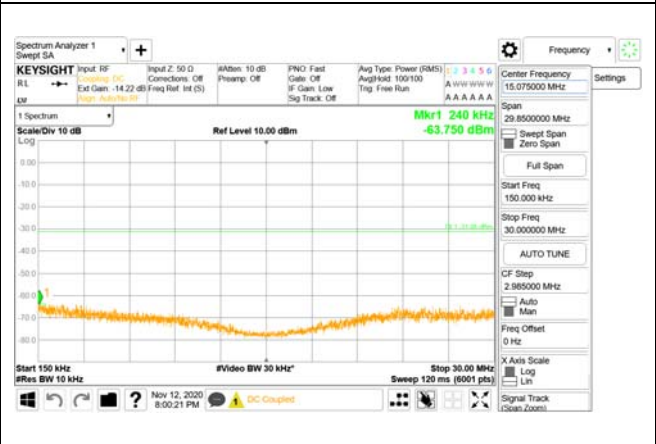 Spectrum Analyzer 1
Swept SA
Frequency
KEYSIGHT
Input: RF
Coupling: DC
Ext Gain: -14.22 dB
Align: Auto/No RF
Input Z: 50 Ω
Corrections: Off
Freq Ref: Int (S)
#Atten: 10 dB
Preamp: Off
PNO: Fast
Gate: Off
IF Gain: Low
Sig Track: Off
Avg Type: Power (RMS)
Avg|Hold: 100/100
Trig: Free Run
1 2 3 4 5 6
A W W W W W
A A A A A A
RL
1 Spectrum
Scale/Div 10 dB
Log
Ref Level 10.00 dBm
Mkr1 240 kHz
-63.750 dBm
0.00
-10.0
-20.0
-30.0
-40.0
-50.0
-60.0
-70.0
-80.0
1
Start 150 kHz
#Res BW 10 kHz
#Video BW 30 kHz*
Stop 30.00 MHz
Sweep 120 ms (6001 pts)
Nov 12, 2020
8:00:21 PM
1
DC Coupled
Center Frequency
15.075000 MHz
Settings
Span
29.8500000 MHz
Swept Span
Zero Span
Full Span
Start Freq
150.000 kHz
Stop Freq
30.000000 MHz
AUTO TUNE
CF Step
2.985000 MHz
Auto
Man
Freq Offset
0 Hz
X Axis Scale
Log
Lin
Signal Track
(Span Zoom)